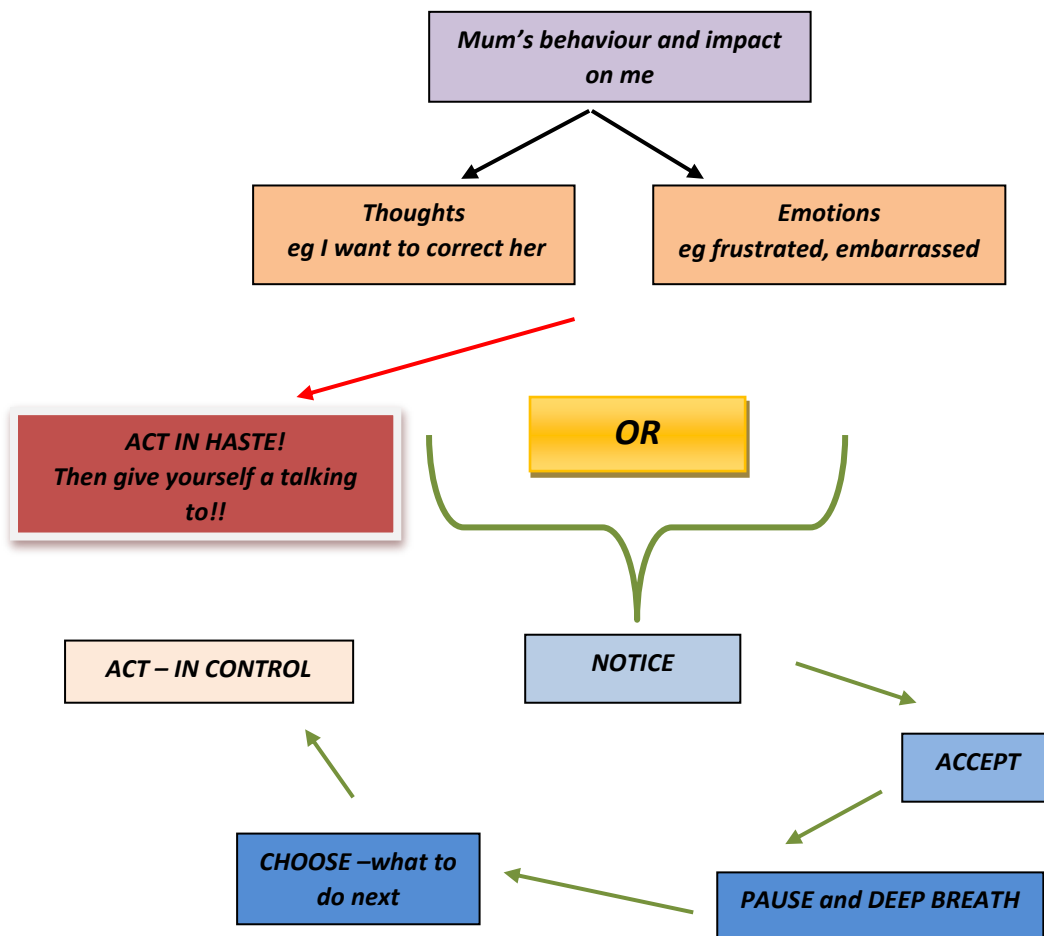 Mum’s behaviour and impact
on me
Thoughts
eg I want to correct her
Emotions
eg frustrated, embarrassed
ACT IN HASTE!
Then give yourself a talking
to!!
OR
NOTICE
ACCEPT
PAUSE and DEEP BREATH
CHOOSE –what to
do next
ACT – IN CONTROL